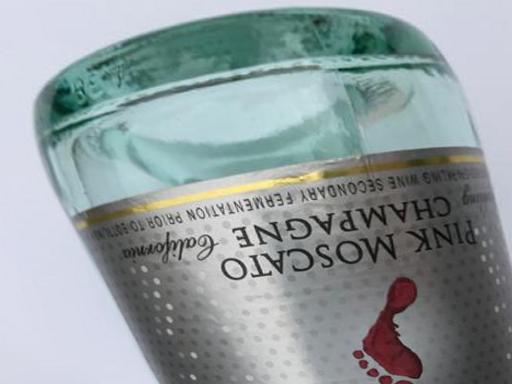 PINK MOSCATO
California CHAMPAGNE
SPARKLING WINE SECONDARY FERMENTATION PRIOR TO BOTTLING